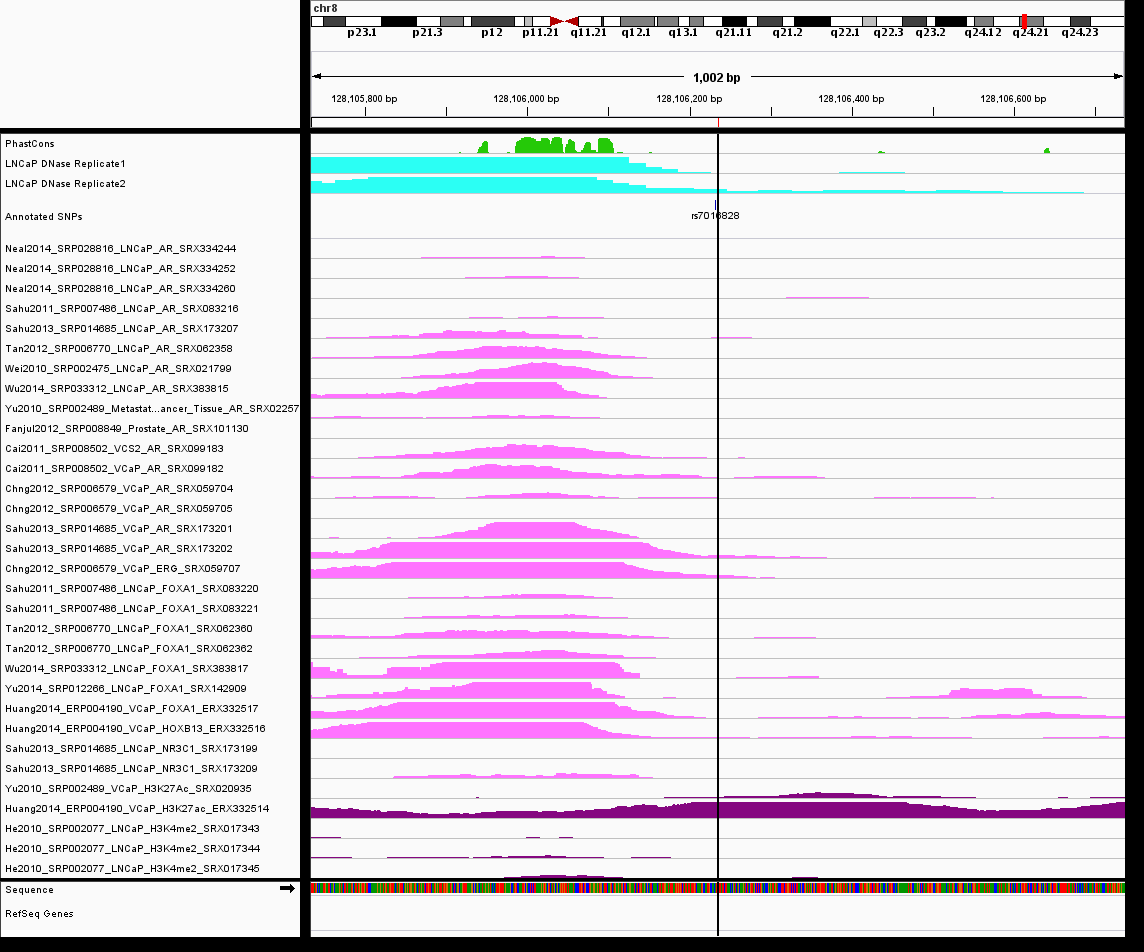 chr8
p23.1 p21.3 p12 p11.21 q11.21 q12.1 q13.1 q21.11 q21.2 q22.1 q22.3 q23.2 q24.12 q24.21 q24.23
1,002 bp
128,105,800 bp 128,106,000 bp 128,106,200 bp 128,106,400 bp 128,106,600 bp
PhastCons
LNCaP DNase Replicate1
LNCaP DNase Replicate2
Annotated SNPs
rs7016828
Neal2014_SRP028816_LNCaP_AR_SRX334244
Neal2014_SRP028816_LNCaP_AR_SRX334252
Neal2014_SRP028816_LNCaP_AR_SRX334260
Sahu2011_SRP007486_LNCaP_AR_SRX083216
Sahu2013_SRP014685_LNCaP_AR_SRX173207
Tan2012_SRP006770_LNCaP_AR_SRX062358
Wei2010_SRP002475_LNCaP_AR_SRX021799
Wu2014_SRP033312_LNCaP_AR_SRX383815
Yu2010_SRP002489_Metastat...ancer_Tissue_AR_SRX02257
Fanjul2012_SRP008849_Prostate_AR_SRX101130
Cai2011_SRP008502_VCS2_AR_SRX099183
Cai2011_SRP008502_VCaP_AR_SRX099182
Chng2012_SRP006579_VCaP_AR_SRX059704
Chng2012_SRP006579_VCaP_AR_SRX059705
Sahu2013_SRP014685_VCaP_AR_SRX173201
Sahu2013_SRP014685_VCaP_AR_SRX173202
Chng2012_SRP006579_VCaP_ERG_SRX059707
Sahu2011_SRP007486_LNCaP_FOXA1_SRX083220
Sahu2011_SRP007486_LNCaP_FOXA1_SRX083221
Tan2012_SRP006770_LNCaP_FOXA1_SRX062360
Tan2012_SRP006770_LNCaP_FOXA1_SRX062362
Wu2014_SRP033312_LNCaP_FOXA1_SRX383817
Yu2014_SRP012266_LNCaP_FOXA1_SRX142909
Huang2014_ERP004190_VCaP_FOXA1_ERX332517
Huang2014_ERP004190_VCaP_HOXB13_ERX332516
Sahu2013_SRP014685_LNCaP_NR3C1_SRX173199
Sahu2013_SRP014685_LNCaP_NR3C1_SRX173209
Yu2010_SRP002489_VCaP_H3K27Ac_SRX020935
Huang2014_ERP004190_VCaP_H3K27ac_ERX332514
He2010_SRP002077_LNCaP_H3K4me2_SRX017343
He2010_SRP002077_LNCaP_H3K4me2_SRX017344
He2010_SRP002077_LNCaP_H3K4me2_SRX017345
Sequence
RefSeq Genes